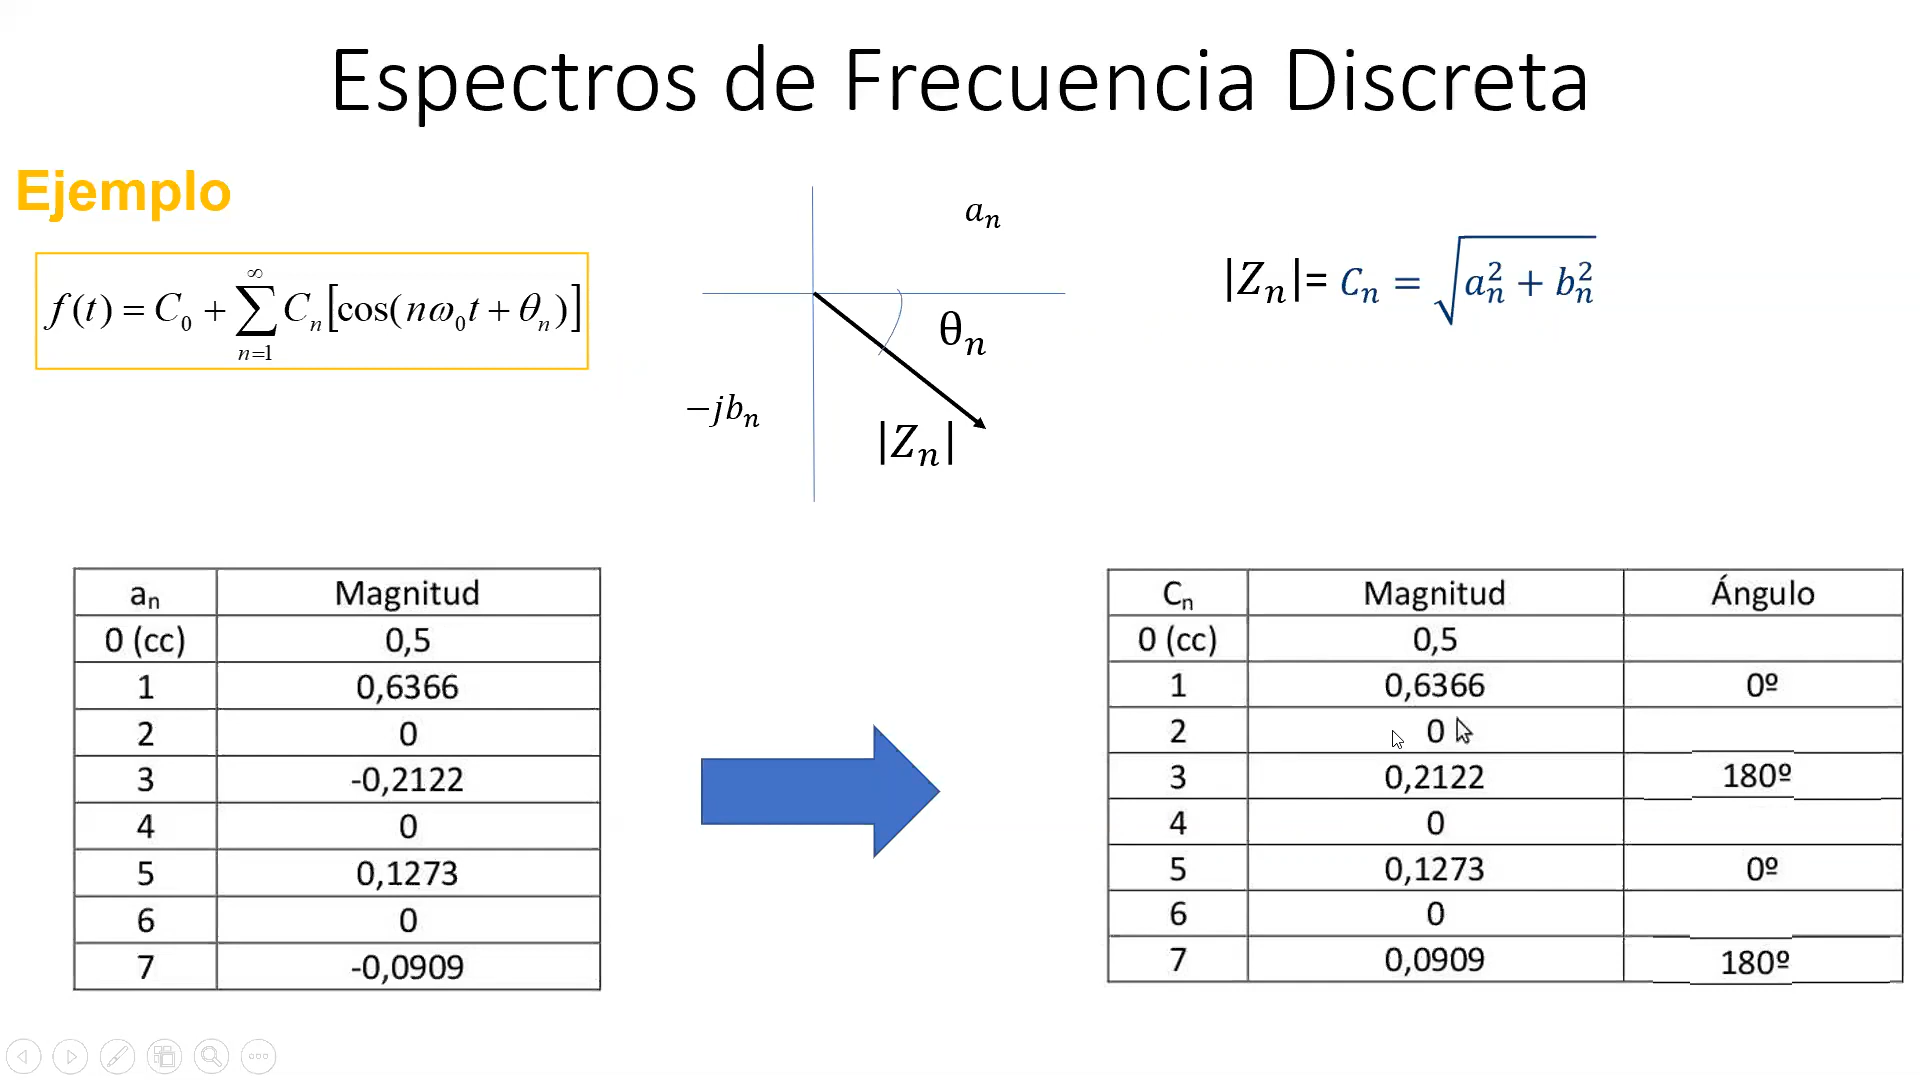 Espectros de Frecuencia Discreta
Ejemplo
f(t) = C₀ + ∑ₙ₌₁^∞ Cₙ[cos(nω₀t + θₙ)]
aₙ
θₙ
−jbₙ
|Zₙ|
|Zₙ|= Cₙ = √(aₙ² + bₙ²)
aₙ Magnitud
0 (cc) 0,5
1 0,6366
2 0
3 -0,2122
4 0
5 0,1273
6 0
7 -0,0909
Cₙ Magnitud Ángulo
0 (cc) 0,5
1 0,6366 0º
2 0
3 0,2122 180º
4 0
5 0,1273 0º
6 0
7 0,0909 180º